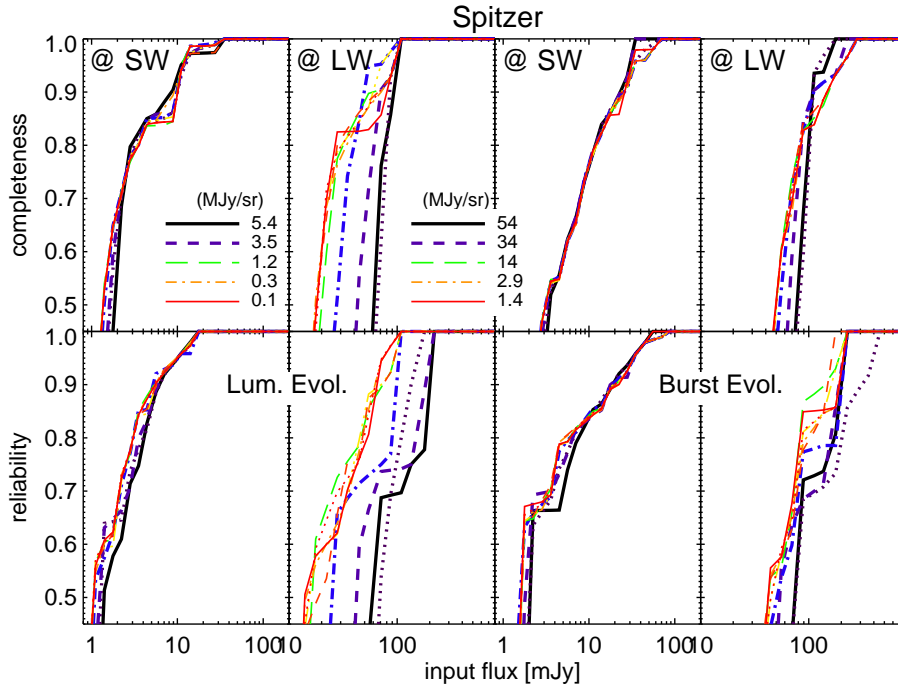 Spitzer
1.0 @ SW @ LW @ SW @ LW
0.9
0.8
0.7
0.6
0.5
completeness
(MJy/sr) (MJy/sr)
5.4 54
3.5 34
1.2 14
0.3 2.9
0.1 1.4
1.0
0.9 Lum. Evol. Burst Evol.
0.8
0.7
0.6
0.5
reliability
1 10 100 10 100 1 10 100 10 100
input flux [mJy]